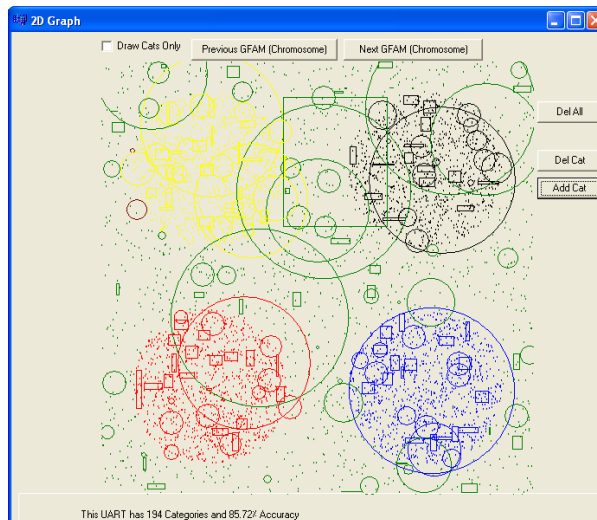 2D Graph
Draw Cats Only
Previous GFAM (Chromosome)
Next GFAM (Chromosome)
Del All
Del Cat
Add Cat
This UART has 194 Categories and 85.72% Accuracy